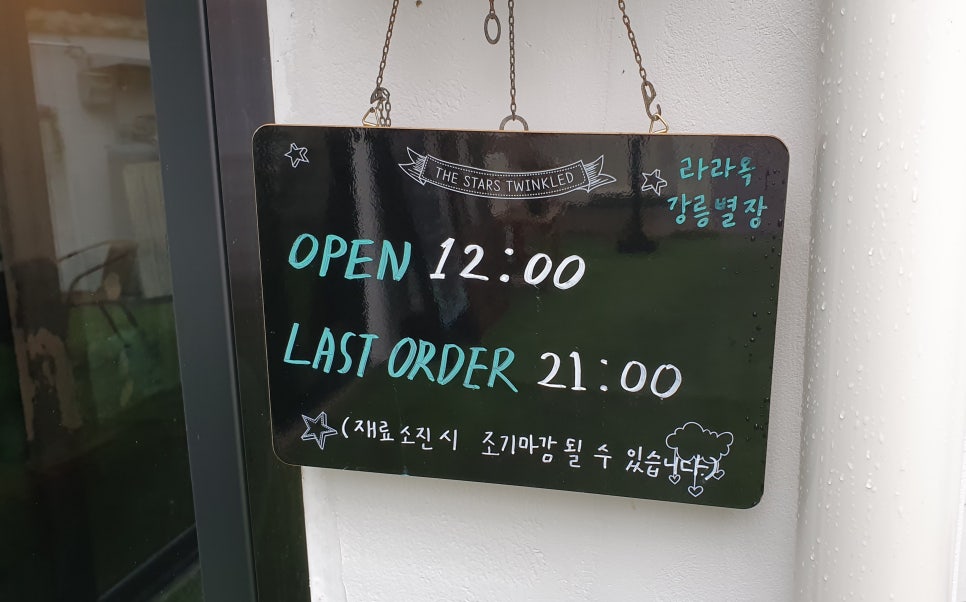 THE STARS TWINKLED
라라옥
강릉별장
OPEN 12:00
LAST ORDER 21:00
(재료소진시 조기마감 될 수 있습니다:)